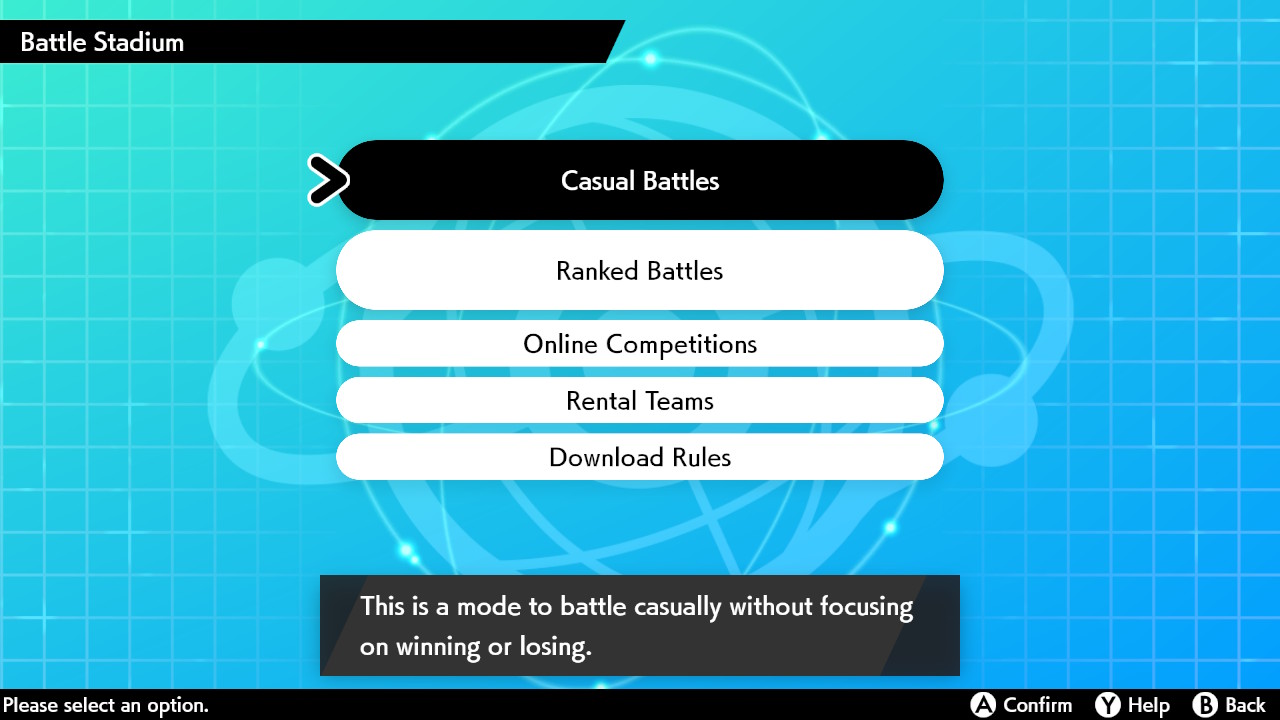 Battle Stadium
Casual Battles
Ranked Battles
Online Competitions
Rental Teams
Download Rules
This is a mode to battle casually without focusing
on winning or losing.
Please select an option.
A Confirm Y Help B Back